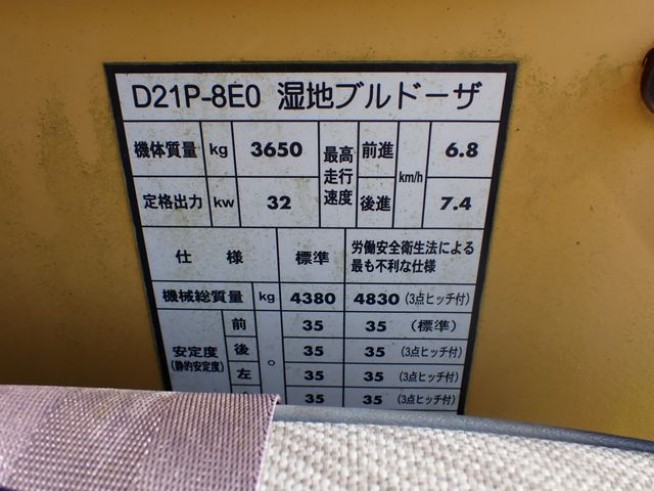 D21P-8E0 湿地ブルドーザ
機体質量 kg 3650 最高走行速度 前進 km/h 6.8
定格出力 kw 32 後進 7.4
仕様 標準 労働安全衛生法による
最も不利な仕様
機械総質量 kg 4380 4830 (3点ヒッチ付)
安定度 (静的安定度) 前 ° 35 35 (標準)
後 35 35 (3点ヒッチ付)
左 35 35 (3点ヒッチ付)
35 35 (3点ヒッチ付)